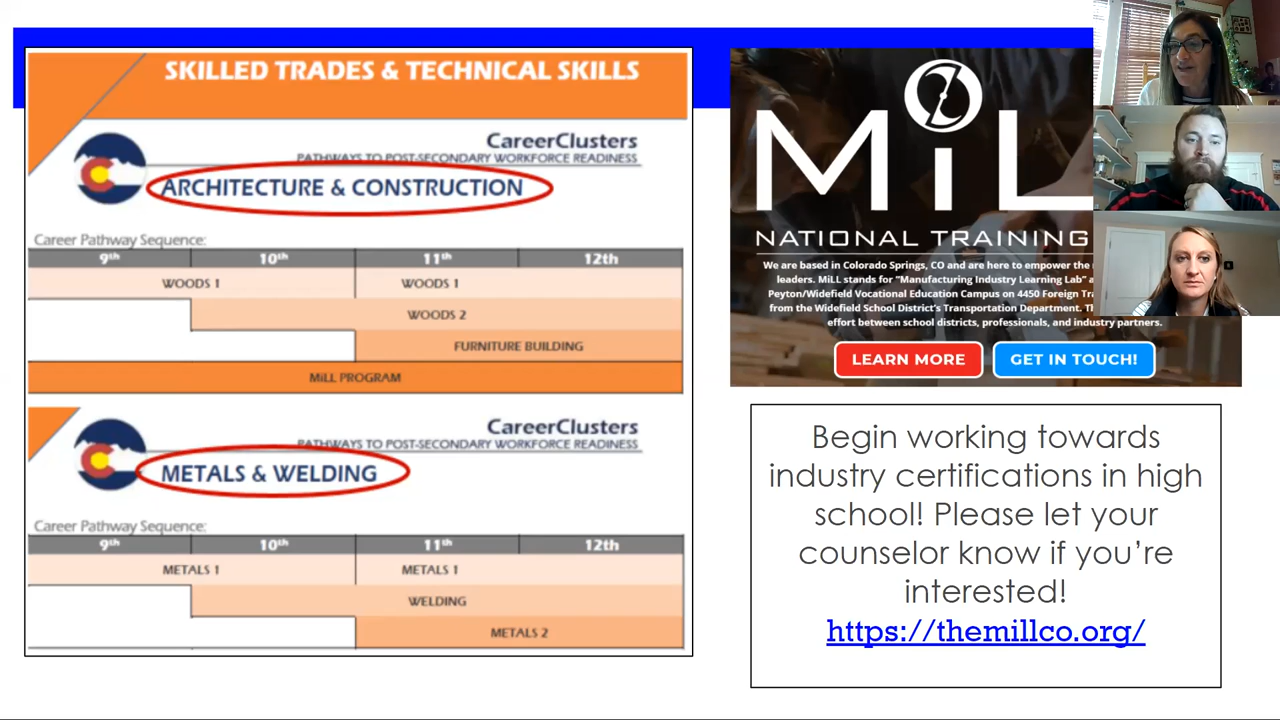 SKILLED TRADES & TECHNICAL SKILLS
CareerClusters
PATHWAYS TO POST-SECONDARY WORKFORCE READINESS
ARCHITECTURE & CONSTRUCTION
Career Pathway Sequence:
9th 10th 11th 12th
WOODS 1 WOODS 1
WOODS 2
FURNITURE BUILDING
MiLL PROGRAM
CareerClusters
PATHWAYS TO POST-SECONDARY WORKFORCE READINESS
METALS & WELDING
Career Pathway Sequence:
9th 10th 11th 12th
METALS 1 METALS 1
WELDING
METALS 2
MiL
NATIONAL TRAINING
We are based in Colorado Springs, CO and are here to empower the
leaders. MiLL stands for "Manufacturing Industry Learning Lab"
Peyton/Widefield Vocational Education Campus on 4450 Foreign
from the Widefield School District's Transportation Department.
effort between school districts, professionals, and industry partners.
LEARN MORE GET IN TOUCH!
Begin working towards
industry certifications in high
school! Please let your
counselor know if you're
interested!
https://themillco.org/